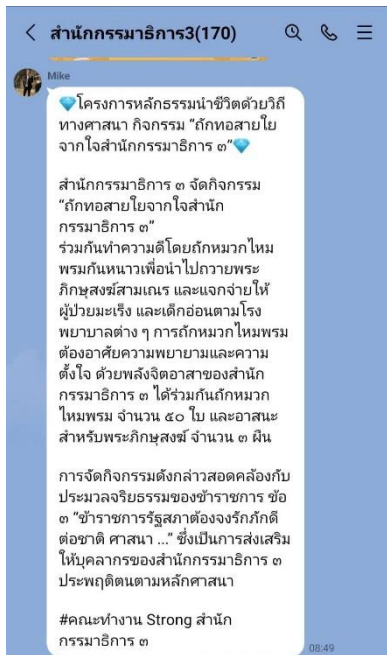 สำนักกรรมาธิการ3(170)
Mike
โครงการหลักธรรมนำชีวิตด้วยวิถี
ทางศาสนา กิจกรรม “ถักทอสายใย
จากใจสำนักกรรมาธิการ ๓”
สำนักกรรมาธิการ ๓ จัดกิจกรรม
“ถักทอสายใยจากใจสำนัก
กรรมาธิการ ๓”
ร่วมกันทำความดีโดยถักหมวกไหม
พรมกันหนาวเพื่อนำไปถวายพระ
ภิกษุสงฆ์สามเณร และแจกจ่ายให้
ผู้ป่วยมะเร็ง และเด็กอ่อนตามโรง
พยาบาลต่าง ๆ การถักหมวกไหมพรม
ต้องอาศัยความพยายามและความ
ตั้งใจ ด้วยพลังจิตอาสาของสำนัก
กรรมาธิการ ๓ ได้ร่วมกันถักหมวก
ไหมพรม จำนวน ๕๐ ใบ และอาสนะ
สำหรับพระภิกษุสงฆ์ จำนวน ๓ ผืน
การจัดกิจกรรมดังกล่าวสอดคล้องกับ
ประมวลจริยธรรมของข้าราชการ ข้อ
๓ “ข้าราชการรัฐสภาต้องจงรักภักดี
ต่อชาติ ศาสนา ...” ซึ่งเป็นการส่งเสริม
ให้บุคลากรของสำนักกรรมาธิการ ๓
ประพฤติตนตามหลักศาสนา
#คณะทำงาน Strong สำนัก
กรรมาธิการ ๓
08:49